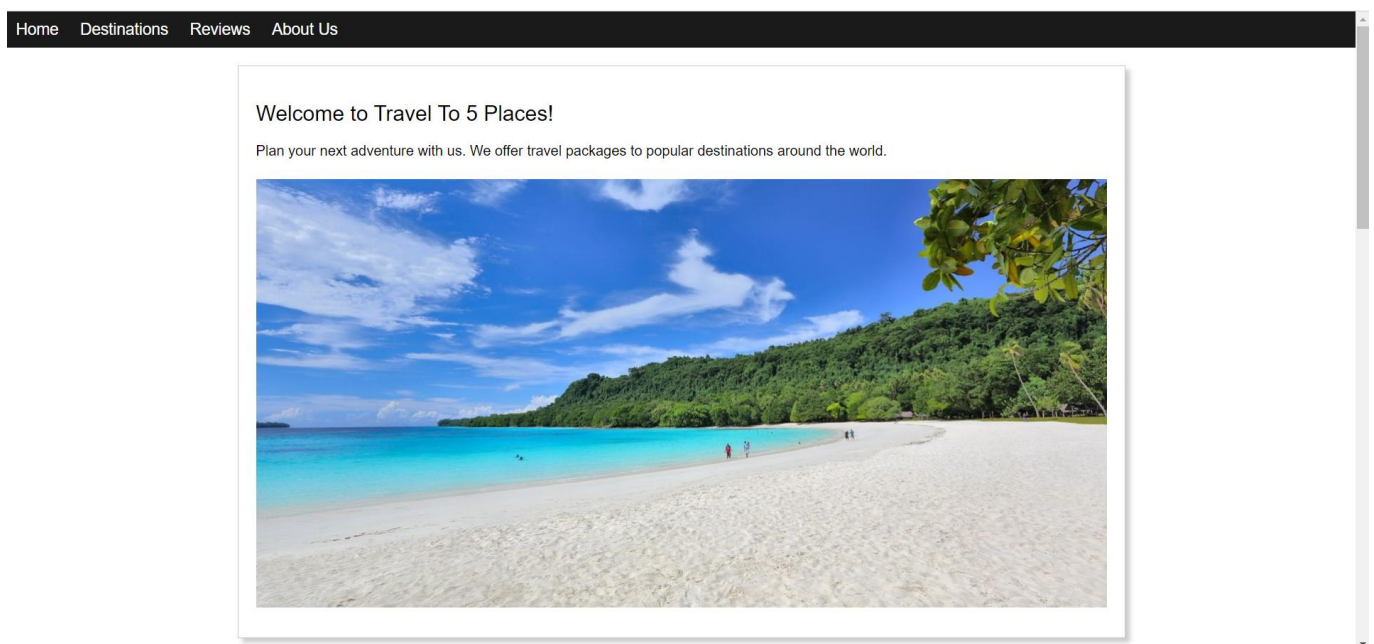 Home Destinations Reviews About Us
Welcome to Travel To 5 Places!
Plan your next adventure with us. We offer travel packages to popular destinations around the world.